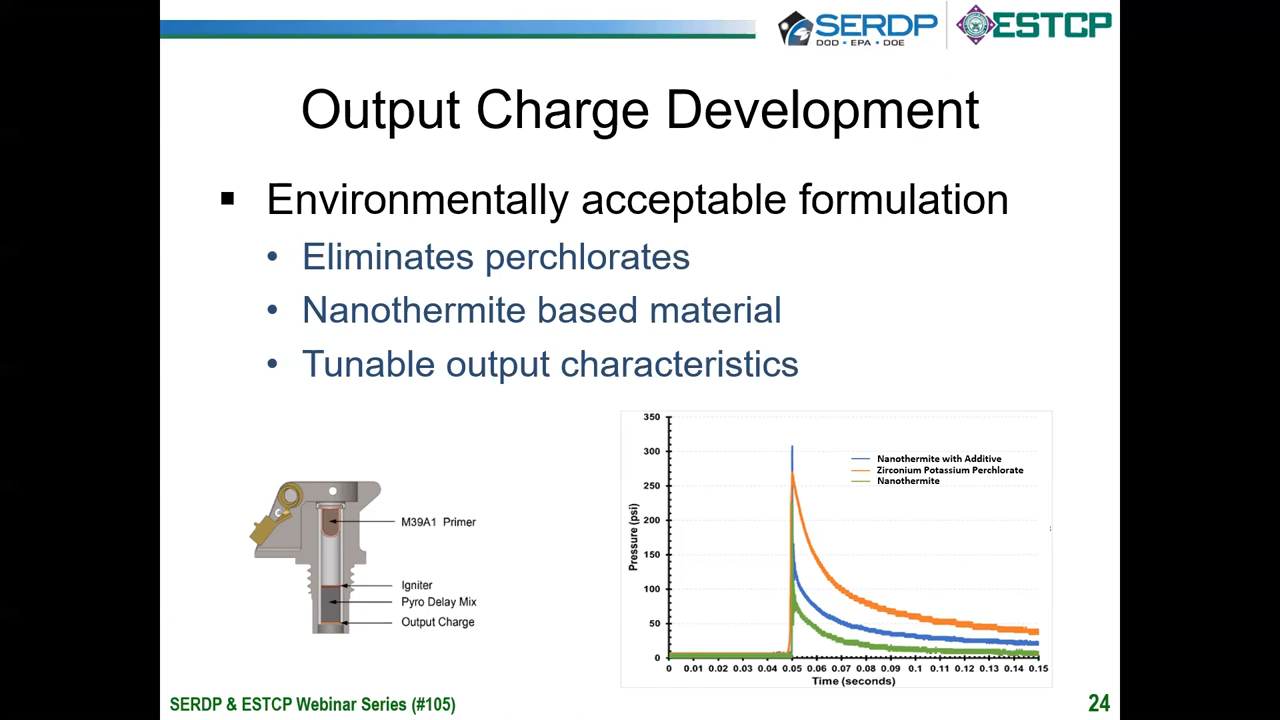 SERDP
DOD • EPA • DOE
ESTCP
Output Charge Development
▪ Environmentally acceptable formulation
• Eliminates perchlorates
• Nanothermite based material
• Tunable output characteristics
M39A1 Primer
Igniter
Pyro Delay Mix
Output Charge
350
300
250
200
150
100
50
0
Pressure (psi)
Nanothermite with Additive
Zirconium Potassium Perchlorate
Nanothermite
0 0.01 0.02 0.03 0.04 0.05 0.06 0.07 0.08 0.09 0.1 0.11 0.12 0.13 0.14 0.15
Time (seconds)
SERDP & ESTCP Webinar Series (#105)
24